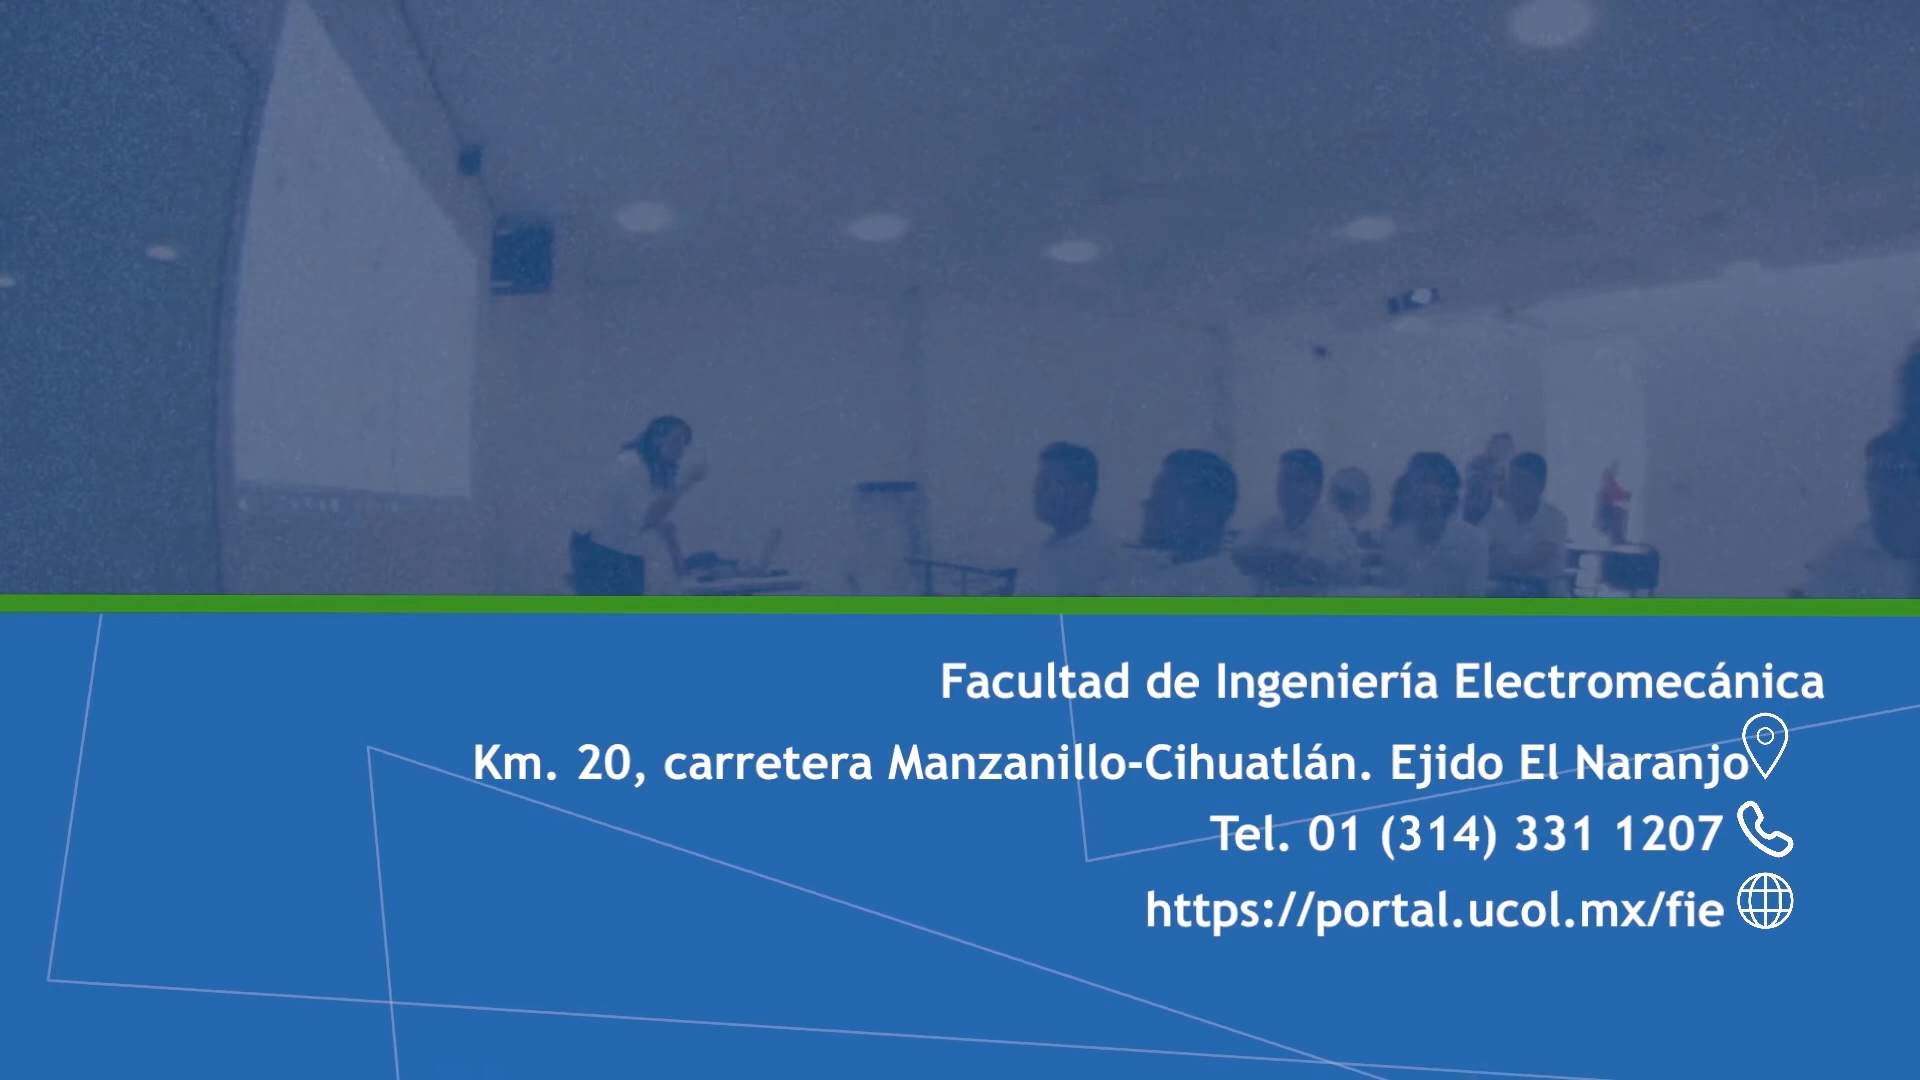 Facultad de Ingeniería Electromecánica
Km. 20, carretera Manzanillo-Cihuatlán. Ejido El Naranjo
Tel. 01 (314) 331 1207
https://portal.ucol.mx/fie